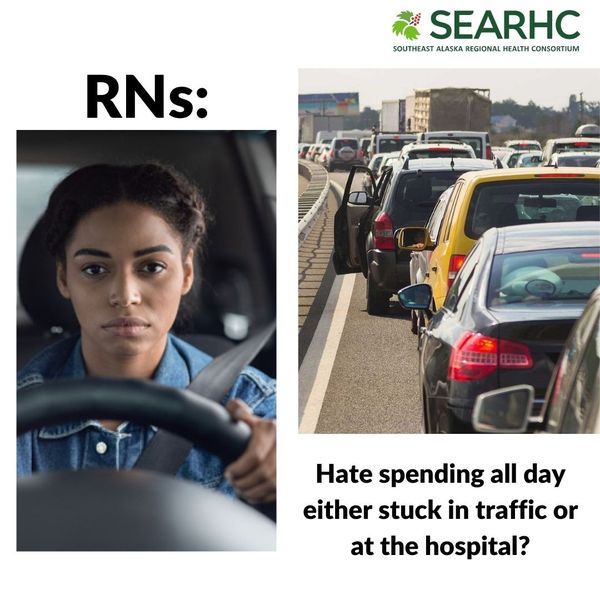 SEARHC
SOUTHEAST ALASKA REGIONAL HEALTH CONSORTIUM
RNs:
Hate spending all day
either stuck in traffic or
at the hospital?